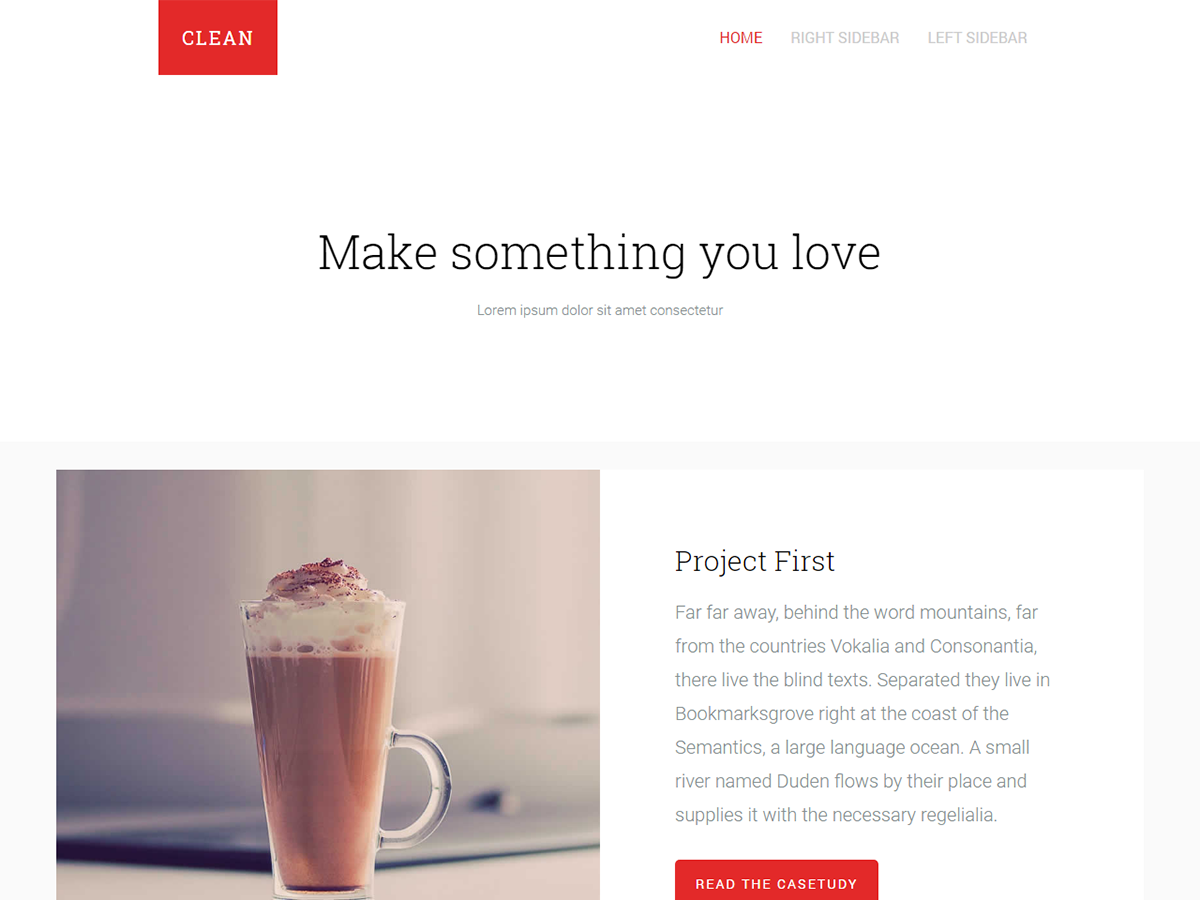 CLEAN
HOME RIGHT SIDEBAR LEFT SIDEBAR
Make something you love
Lorem ipsum dolor sit amet consectetur
Project First
Far far away, behind the word mountains, far
from the countries Vokalia and Consonantia,
there live the blind texts. Separated they live in
Bookmarksgrove right at the coast of the
Semantics, a large language ocean. A small
river named Duden flows by their place and
supplies it with the necessary regelialia.
READ THE CASETUDY